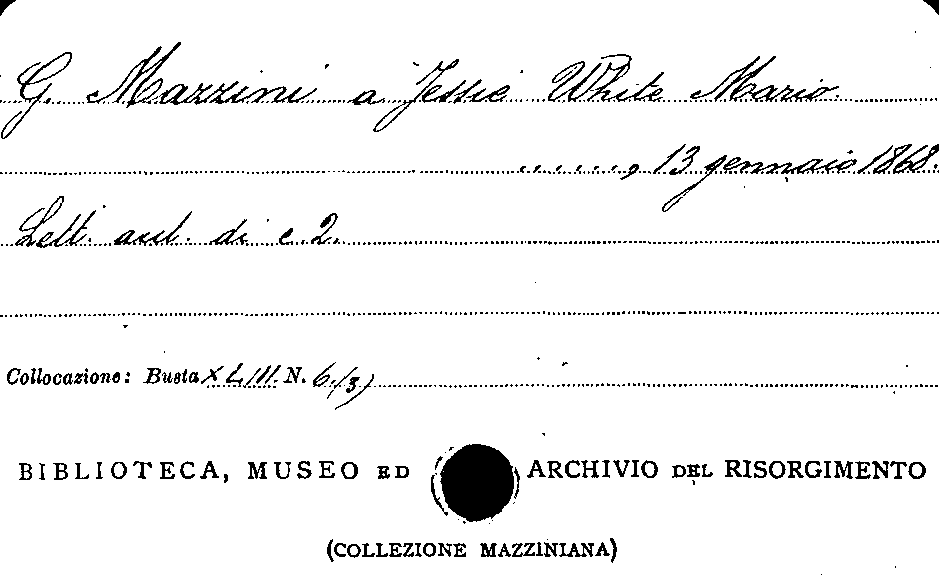 G. Mazzini a Jessie White Mario.
......, 13 gennaio 1868.
Lett. aut. di c. 2.
Collocazione: Busta XLIII. N. 6 (3)
BIBLIOTECA, MUSEO ED ARCHIVIO DEL RISORGIMENTO
(COLLEZIONE MAZZINIANA)